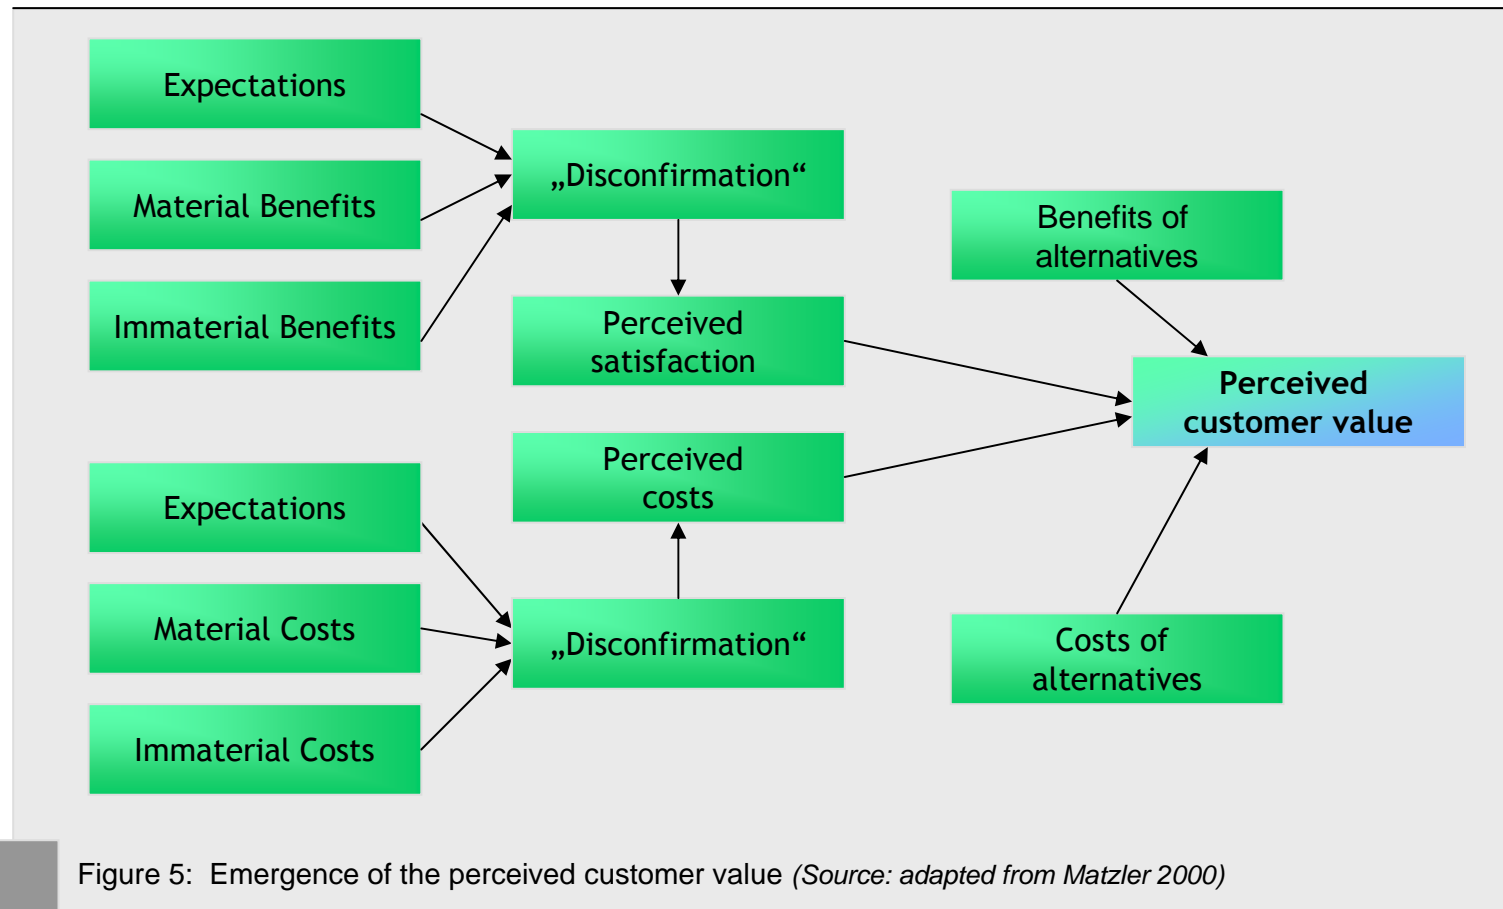 Expectations
Material Benefits
Immaterial Benefits
„Disconfirmation“
Perceived
satisfaction
Perceived
costs
Expectations
Material Costs
Immaterial Costs
„Disconfirmation“
Benefits of
alternatives
Perceived
customer value
Costs of
alternatives
Figure 5: Emergence of the perceived customer value (Source: adapted from Matzler 2000)